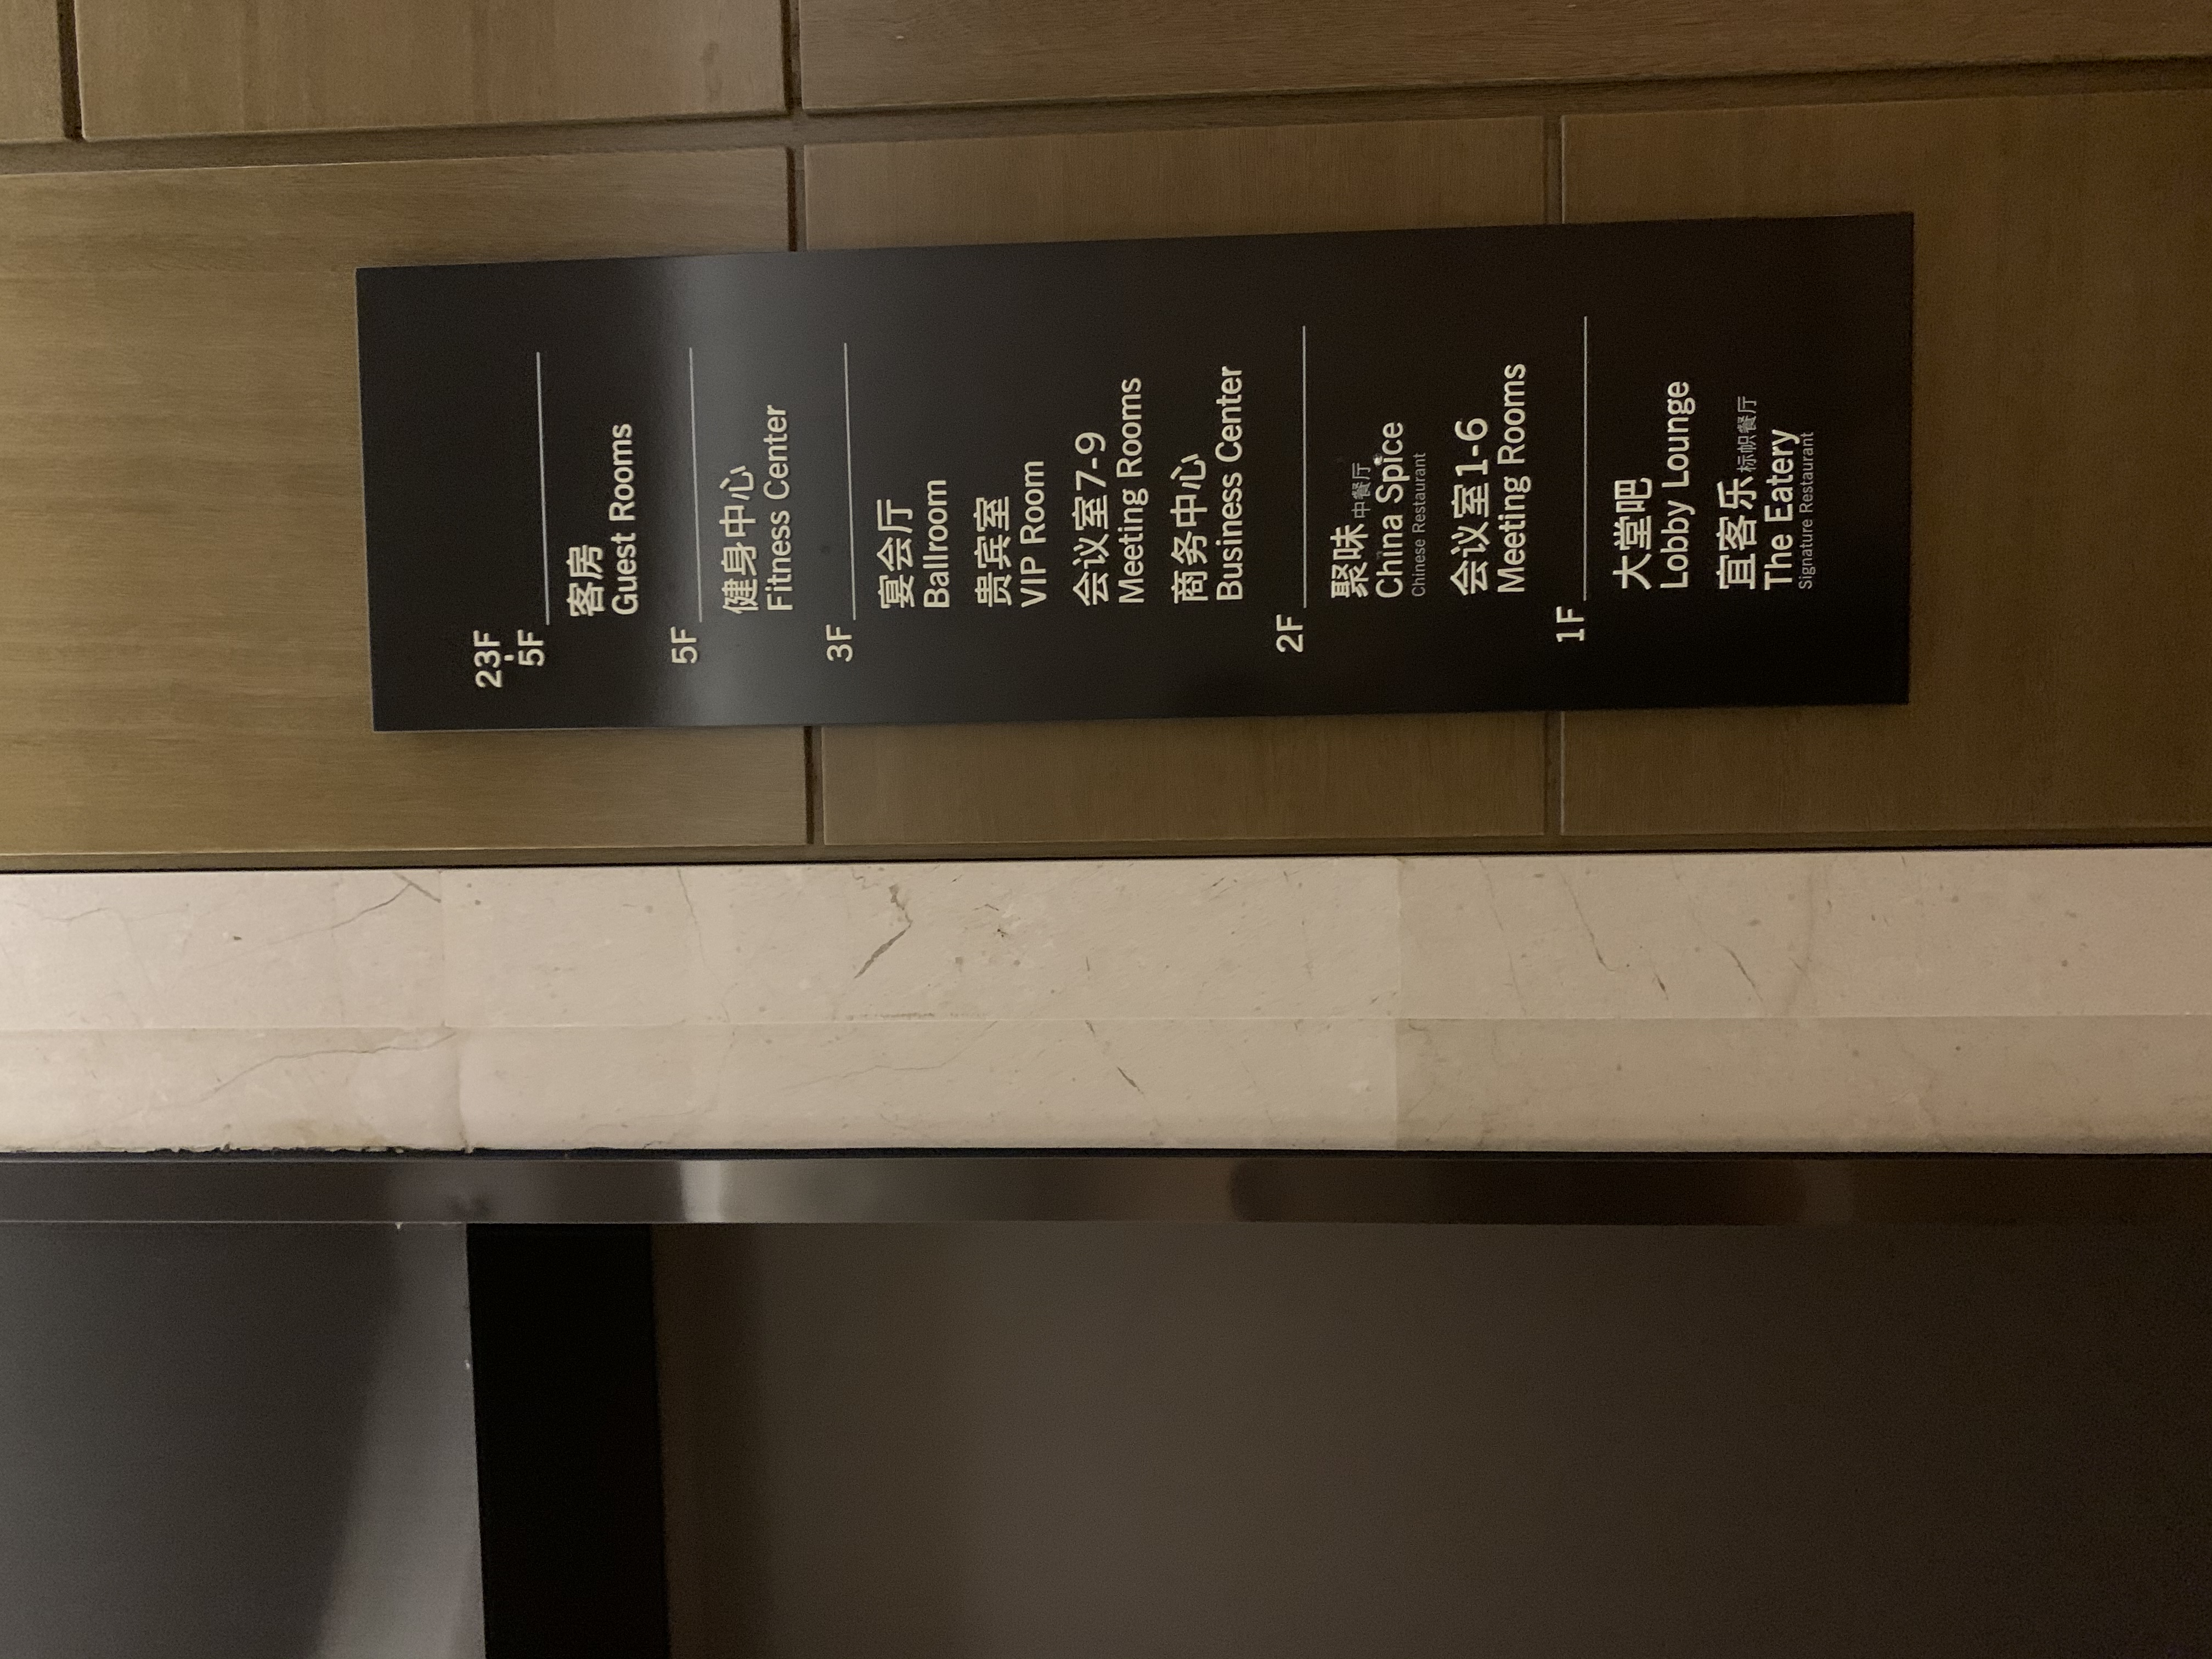 23F
-
5F
客房
Guest Rooms
5F
健身中心
Fitness Center
3F
宴会厅
Ballroom
贵宾室
VIP Room
会议室7-9
Meeting Rooms
商务中心
Business Center
2F
聚味 中餐厅
China Spice
Chinese Restaurant
会议室1-6
Meeting Rooms
1F
大堂吧
Lobby Lounge
宜客乐 标帜餐厅
The Eatery
Signature Restaurant